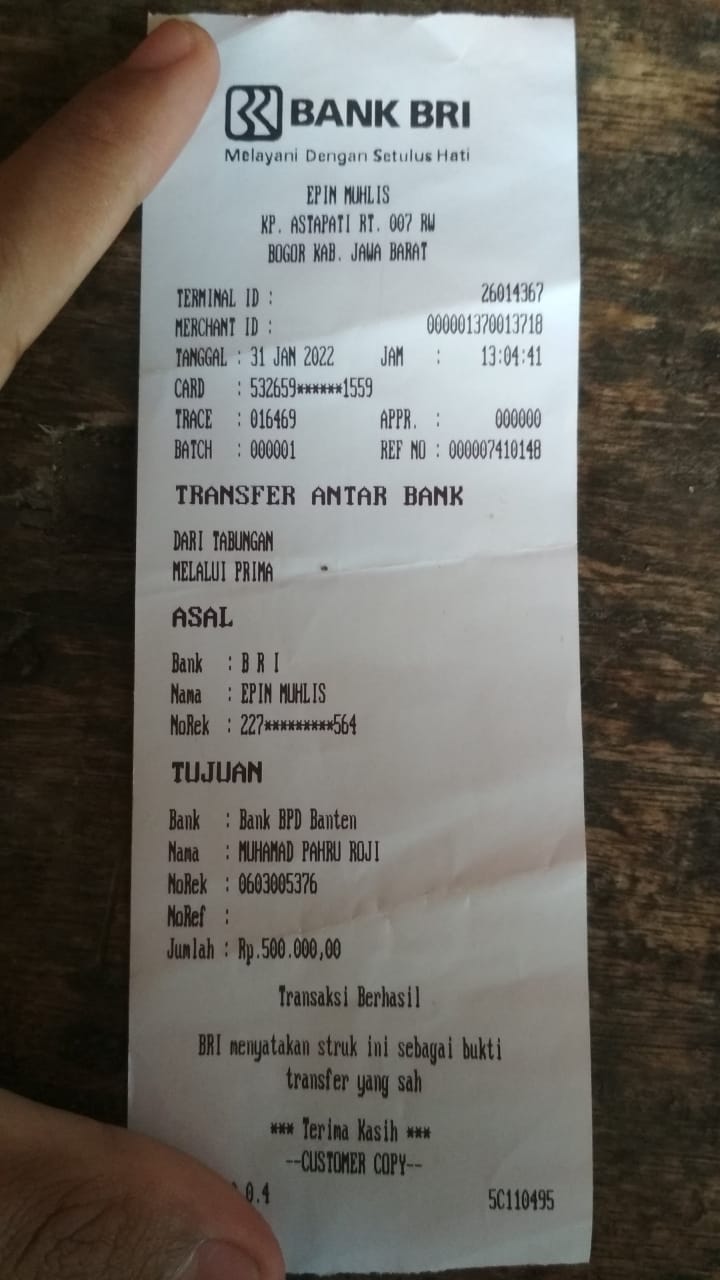 BANK BRI
Melayani Dengan Setulus Hati
EPIN MUHLIS
KP. ASTAPATI RT. 007 RW
BOGOR KAB. JAWA BARAT
TERMINAL ID : 26014367
MERCHANT ID : 000001370013718
TANGGAL : 31 JAN 2022 JAM : 13:04:41
CARD : 532659******1559
TRACE : 016469 APPR. : 000000
BATCH : 000001 REF NO : 000007410148
TRANSFER ANTAR BANK
DARI TABUNGAN
MELALUI PRIMA
ASAL
Bank : B R I
Nama : EPIN MUHLIS
NoRek : 227*********564
TUJUAN
Bank : Bank BPD Banten
Nama : MUHAMAD PAHRU ROJI
NoRek : 0603005376
NoRef :
Jumlah : Rp.500.000,00
Transaksi Berhasil
BRI menyatakan struk ini sebagai bukti
transfer yang sah
*** Terima Kasih ***
--CUSTOMER COPY--
5C110495